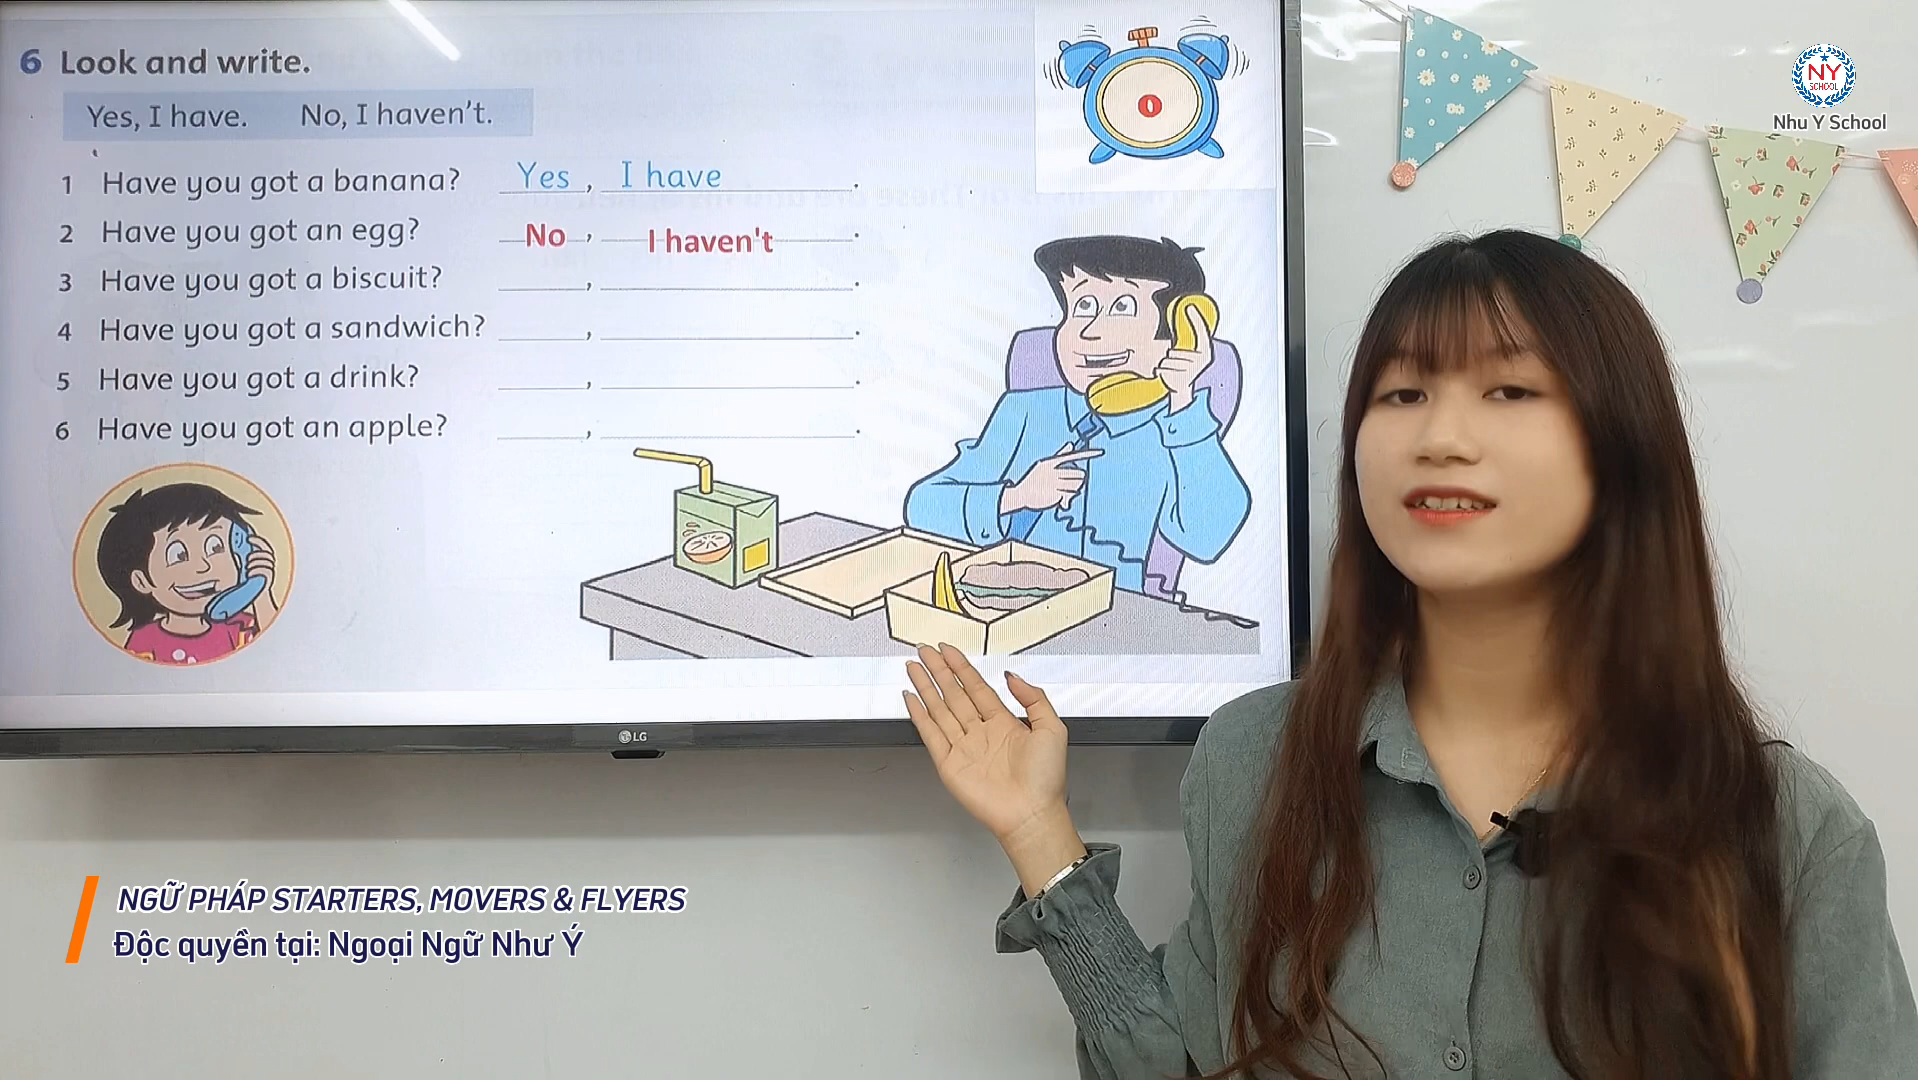 6 Look and write.
Yes, I have. No, I haven't.
1 Have you got a banana? Yes, I have.
2 Have you got an egg? No, I haven't.
3 Have you got a biscuit? , .
4 Have you got a sandwich? , .
5 Have you got a drink? , .
6 Have you got an apple? , .
0
NY
SCHOOL
Nhu Y School
LG
NGỮ PHÁP STARTERS, MOVERS & FLYERS
Độc quyền tại: Ngoại Ngữ Như Ý